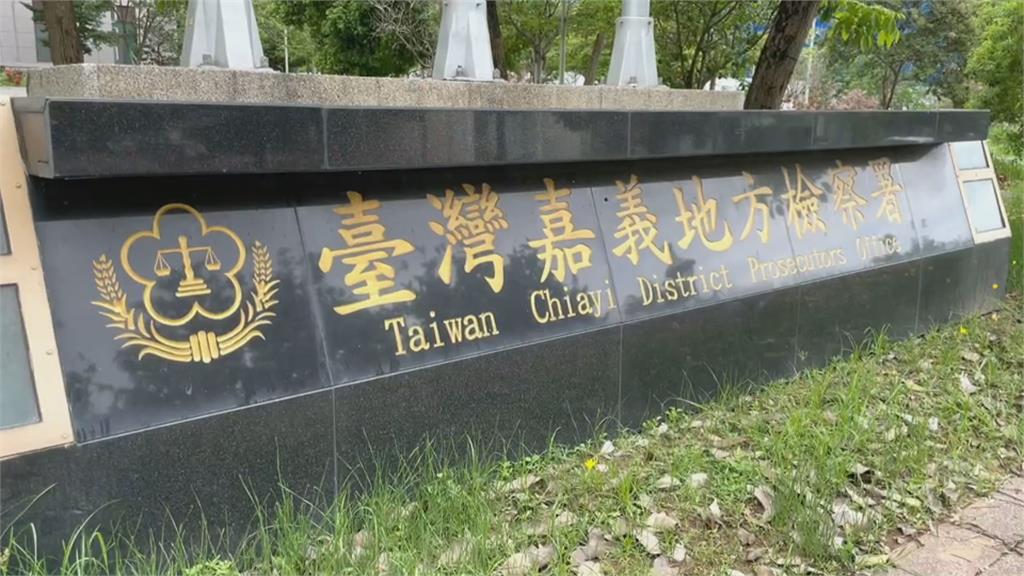 臺灣嘉義地方檢察署
Taiwan Chiayi District Prosecutors Office